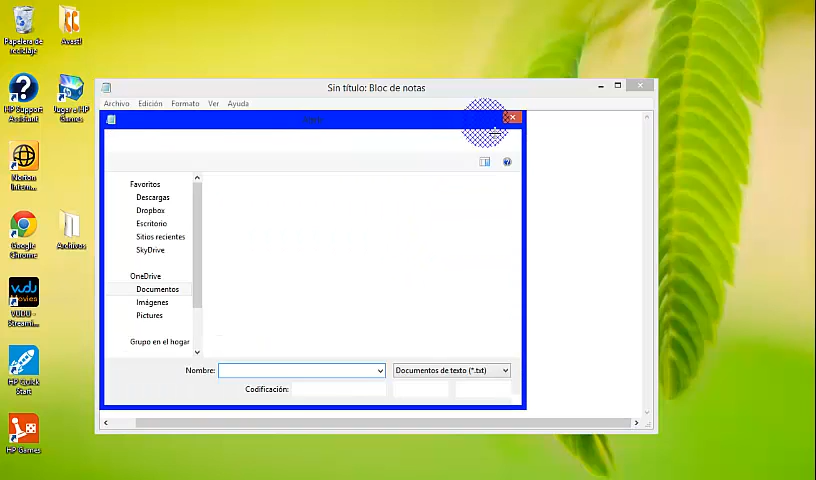 Papelera de
reciclaje
Avast!
HP Support
Assistant
Jugar a HP
Games
Norton
Intern...
Google
Chrome
Archivos
VUDU -
Streami...
HP Quick
Start
HP Games
Sin título: Bloc de notas
Archivo Edición Formato Ver Ayuda
Favoritos
Descargas
Dropbox
Escritorio
Sitios recientes
SkyDrive
OneDrive
Documentos
Imágenes
Pictures
Grupo en el hogar
Nombre:
Documentos de texto (*.txt)
Codificación: